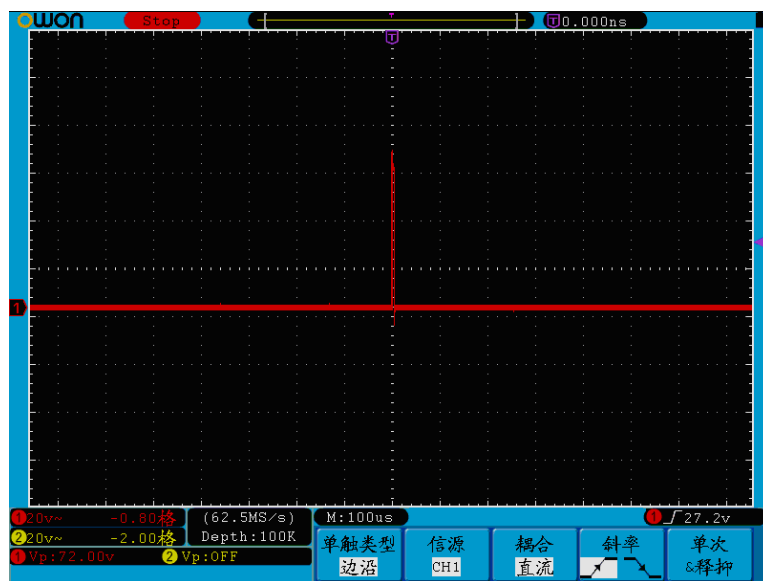 owon Stop T 0.000ns
T
1
1 20v~ -0.80格 (62.5MS/s) M:100us 1 27.2v
2 20v~ -2.00格 Depth:100K
1 Vp:72.00v 2 Vp:OFF
单触类型 信源 耦合 斜率 单次
边沿 CH1 直流 &释抑